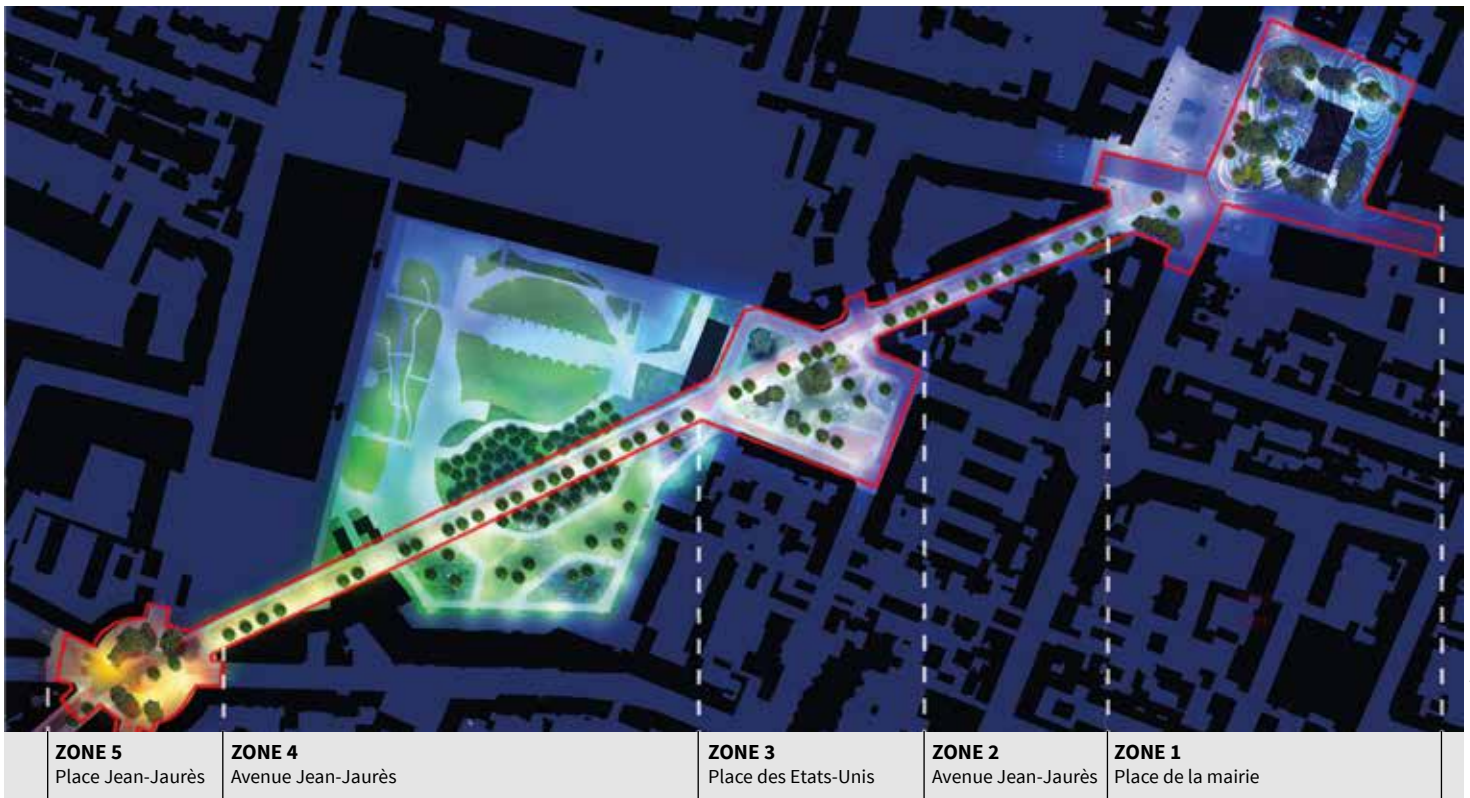 ZONE 5
Place Jean-Jaurès
ZONE 4
Avenue Jean-Jaurès
ZONE 3
Place des Etats-Unis
ZONE 2
Avenue Jean-Jaurès
ZONE 1
Place de la mairie